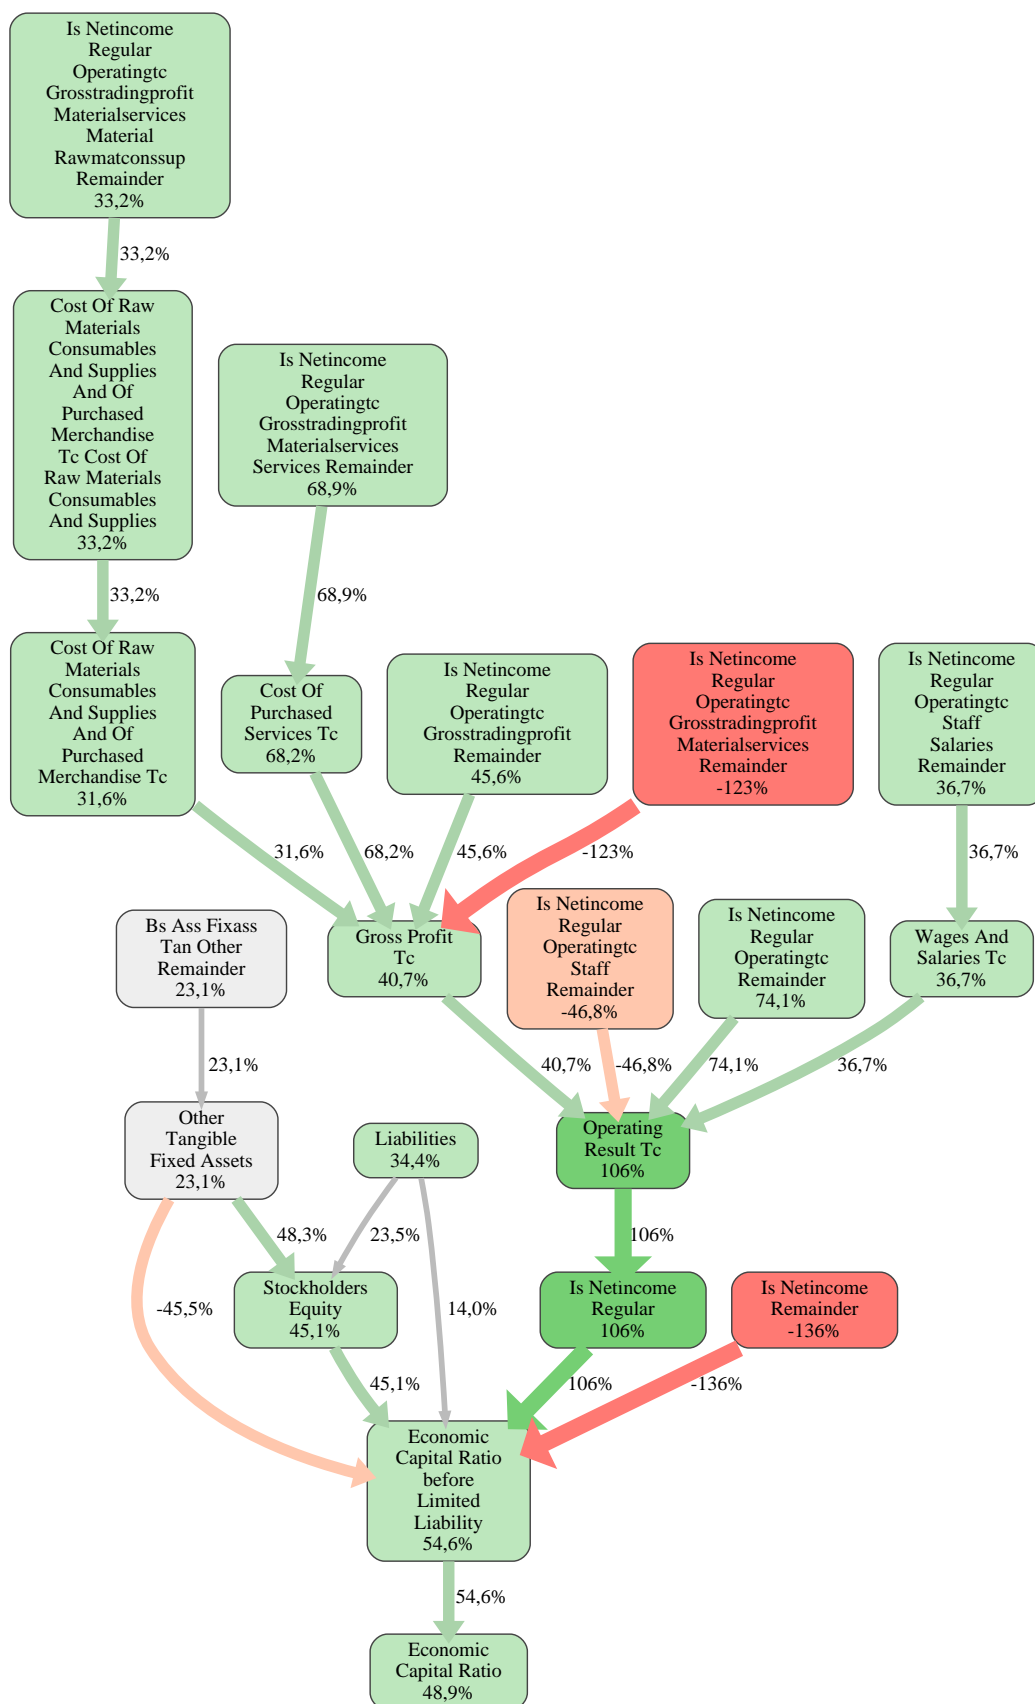 Is Netincome
Regular
Operatingtc
Grosstradingprofit
Materialservices
Material
Rawmatconssup
Remainder
33,2%
33,2%
Cost Of Raw
Materials
Consumables
And Supplies
And Of
Purchased
Merchandise
Tc Cost Of
Raw Materials
Consumables
And Supplies
33,2%
Is Netincome
Regular
Operatingtc
Grosstradingprofit
Materialservices
Services Remainder
68,9%
33,2%
68,9%
Cost Of Raw
Materials
Consumables
And Supplies
And Of
Purchased
Merchandise Tc
31,6%
Cost Of
Purchased
Services Tc
68,2%
Is Netincome
Regular
Operatingtc
Grosstradingprofit
Remainder
45,6%
Is Netincome
Regular
Operatingtc
Grosstradingprofit
Materialservices
Remainder
-123%
Is Netincome
Regular
Operatingtc
Staff
Salaries
Remainder
36,7%
31,6%
68,2%
45,6%
-123%
36,7%
Bs Ass Fixass
Tan Other
Remainder
23,1%
Gross Profit
Tc
40,7%
Is Netincome
Regular
Operatingtc
Staff
Remainder
-46,8%
Is Netincome
Regular
Operatingtc
Remainder
74,1%
Wages And
Salaries Tc
36,7%
23,1%
40,7%
-46,8%
74,1%
36,7%
Other
Tangible
Fixed Assets
23,1%
Liabilities
34,4%
Operating
Result Tc
106%
48,3%
23,5%
106%
-45,5%
Stockholders
Equity
45,1%
14,0%
Is Netincome
Regular
106%
Is Netincome
Remainder
-136%
45,1%
106%
-136%
Economic
Capital Ratio
before
Limited
Liability
54,6%
54,6%
Economic
Capital Ratio
48,9%